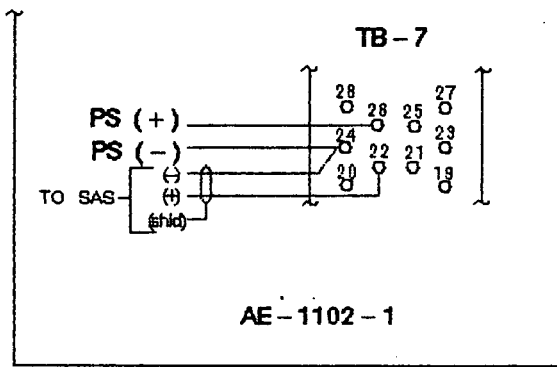 TB-7
28 26 25 27
PS (+)
PS (-)
24 22 21 23
(-)
TO SAS
(+)
20 19
(shld)
AE-1102-1